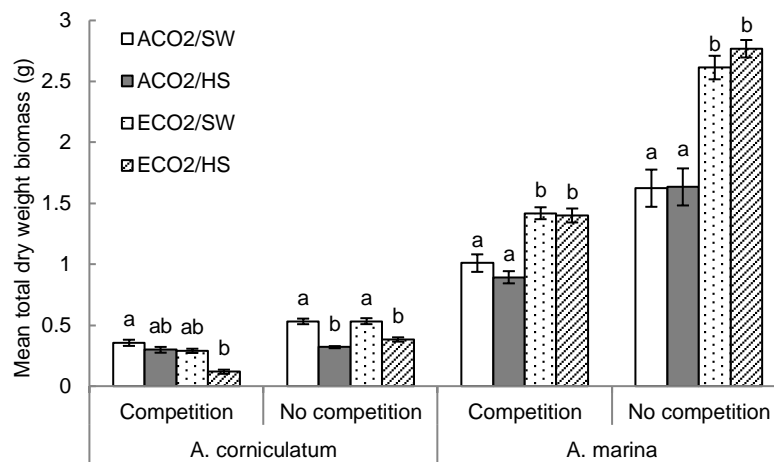 Mean total dry weight biomass (g)
3
2.5
2
1.5
1
0.5
0
ACO2/SW
ACO2/HS
ECO2/SW
ECO2/HS
a ab ab b
a b a b
a a b b
a a b b
Competition No competition Competition No competition
A. corniculatum A. marina